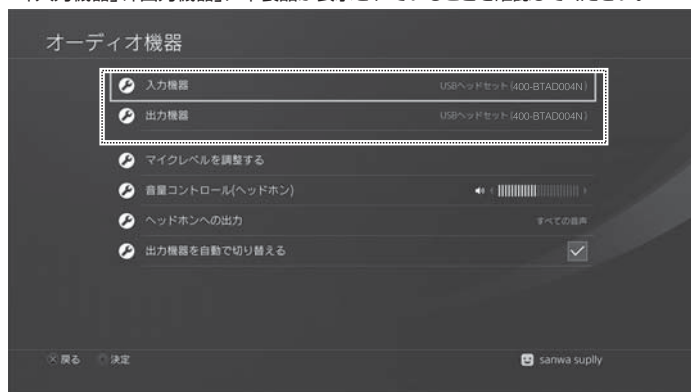 オーディオ機器
入力機器 USBヘッドセット (400-BTAD004N)
出力機器 USBヘッドセット (400-BTAD004N)
マイクレベルを調整する
音量コントロール(ヘッドホン)
ヘッドホンへの出力 すべての音声
出力機器を自動で切り替える
戻る 決定 sanwa suplly